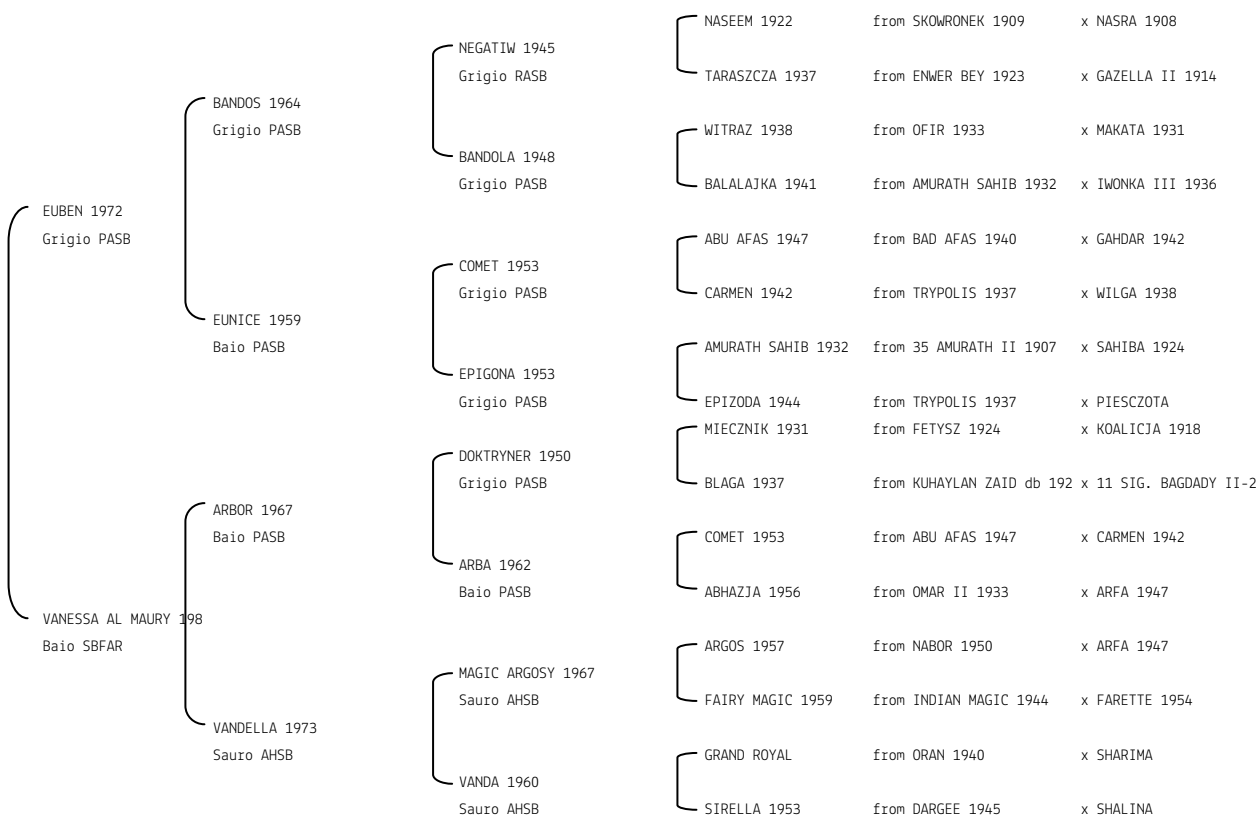 NASEEM 1922 from SKOWRONEK 1909 x NASRA 1908
NEGATIW 1945
Grigio RASB TARASZCZA 1937 from ENWER BEY 1923 x GAZELLA II 1914
BANDOS 1964
Grigio PASB WITRAZ 1938 from OFIR 1933 x MAKATA 1931
BANDOLA 1948
Grigio PASB BALALAJKA 1941 from AMURATH SAHIB 1932 x IWONKA III 1936
EUBEN 1972
Grigio PASB ABU AFAS 1947 from BAD AFAS 1940 x GAHDAR 1942
COMET 1953
Grigio PASB CARMEN 1942 from TRYPOLIS 1937 x WILGA 1938
EUNICE 1959
Baio PASB AMURATH SAHIB 1932 from 35 AMURATH II 1907 x SAHIBA 1924
EPIGONA 1953
Grigio PASB EPIZODA 1944 from TRYPOLIS 1937 x PIESCZOTA
MIECZNIK 1931 from FETYSZ 1924 x KOALICJA 1918
DOKTRYNER 1950
Grigio PASB BLAGA 1937 from KUHAYLAN ZAID db 192 x 11 SIG. BAGDADY II-2
ARBOR 1967
Baio PASB COMET 1953 from ABU AFAS 1947 x CARMEN 1942
ARBA 1962
Baio PASB ABHAZJA 1956 from OMAR II 1933 x ARFA 1947
VANESSA AL MAURY 198
Baio SBFAR ARGOS 1957 from NABOR 1950 x ARFA 1947
MAGIC ARGOSY 1967
Sauro AHSB FAIRY MAGIC 1959 from INDIAN MAGIC 1944 x FARETTE 1954
VANDELLA 1973
Sauro AHSB GRAND ROYAL from ORAN 1940 x SHARIMA
VANDA 1960
Sauro AHSB SIRELLA 1953 from DARGEE 1945 x SHALINA